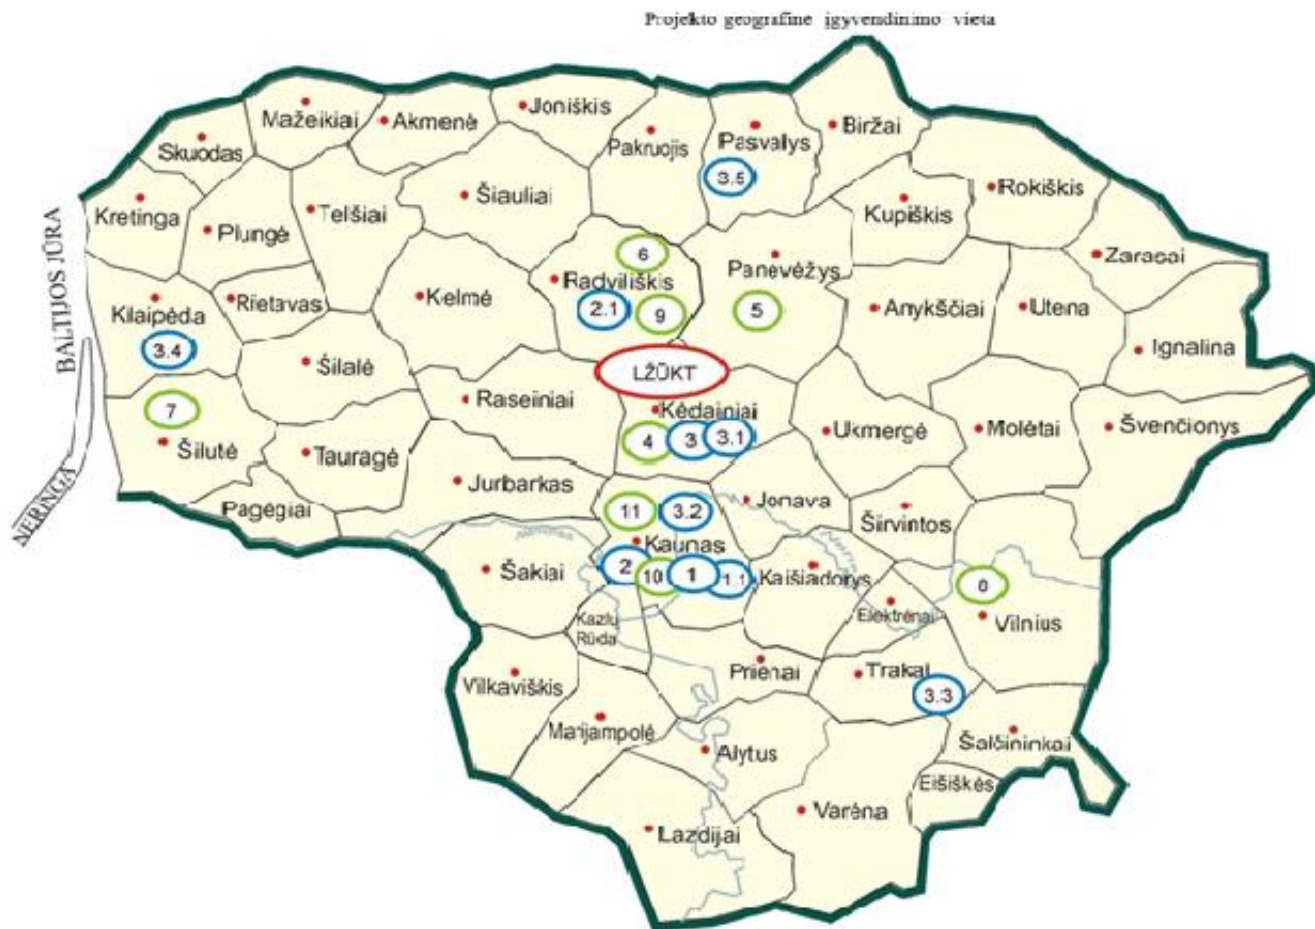 Projekto geografinė įgyvendinimo vieta
Mažeikiai
Akmenė
Joniškis
Pakruojis
Pasvalys
Biržai
Skuodas
3.5
Rokiškis
Kretinga
Plungė
Telšiai
Šiauliai
Kupiškis
Zarasai
6
Radviliškis
Panevėžys
BALTIJOS JŪRA
Klaipėda
Rietavas
Kelmė
2.1
9
5
Anykščiai
Utena
3.4
Šilalė
LŽŪKT
Ignalina
7
Šilutė
Raseiniai
Kėdainiai
4
3
3.1
Ukmergė
Molėtai
Švenčionys
Tauragė
NERINGA
Pagėgiai
Jurbarkas
11
3.2
Jonava
Širvintos
Kaunas
Šakiai
2
10
1
1.1
Kaišiadorys
8
Kazlų
Rūda
Elektrėnai
Vilnius
Vilkaviškis
Prienai
Trakai
3.3
Marijampolė
Alytus
Šalčininkai
Eišiškės
Lazdijai
Varėna